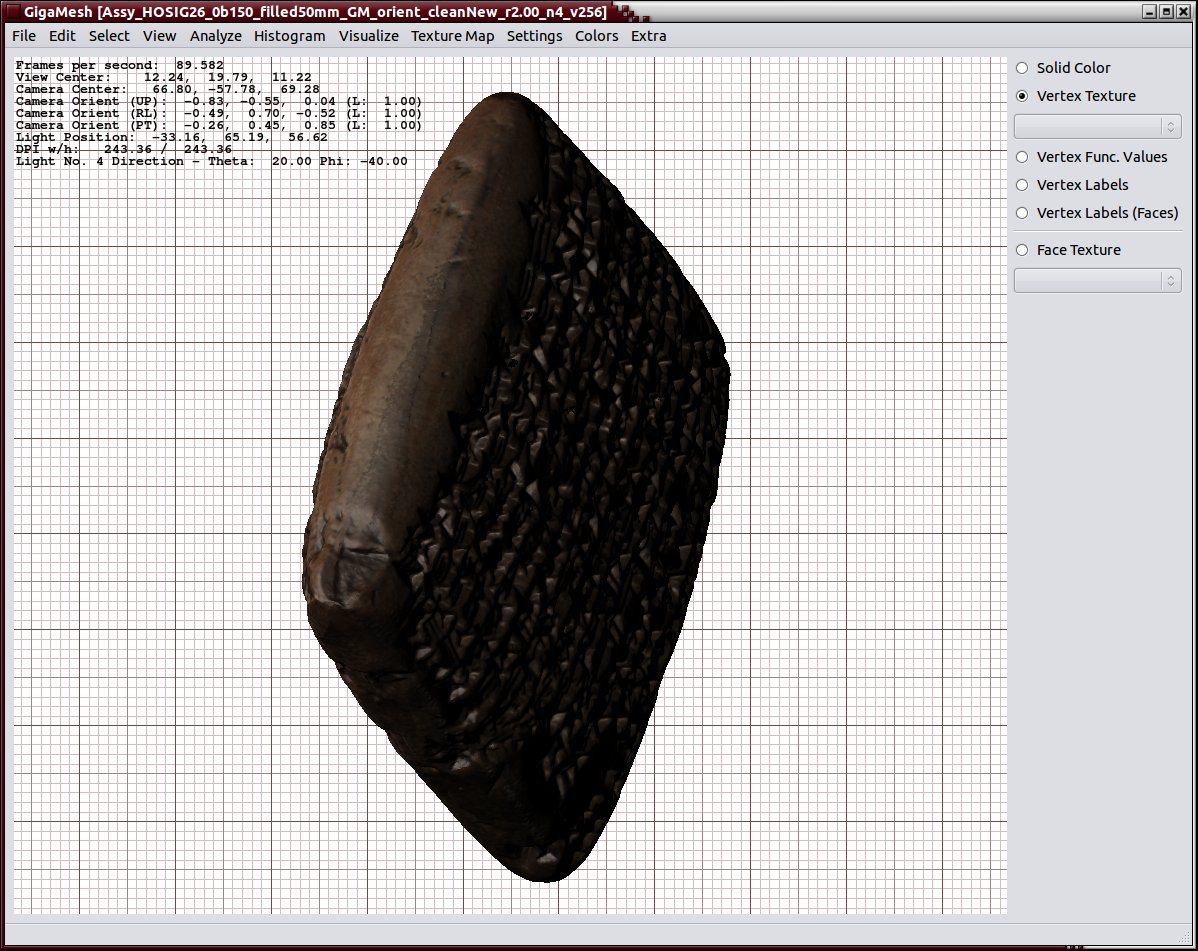 GigaMesh [Assy_HOSIG26_0b150_filled50mm_GM_orient_cleanNew_r2.00_n4_v256]
File Edit Select View Analyze Histogram Visualize Texture Map Settings Colors Extra
Frames per second: 89.582
View Center: 12.24, 19.79, 11.22
Camera Center: 66.80, -57.78, 69.28
Camera Orient (UP): -0.83, -0.55, 0.04 (L: 1.00)
Camera Orient (RL): -0.49, 0.70, -0.52 (L: 1.00)
Camera Orient (PT): -0.26, 0.45, 0.85 (L: 1.00)
Light Position: -33.16, 65.19, 56.62
DPI w/h: 243.36 / 243.36
Light No. 4 Direction - Theta: 20.00 Phi: -40.00
Solid Color
Vertex Texture
Vertex Func. Values
Vertex Labels
Vertex Labels (Faces)
Face Texture